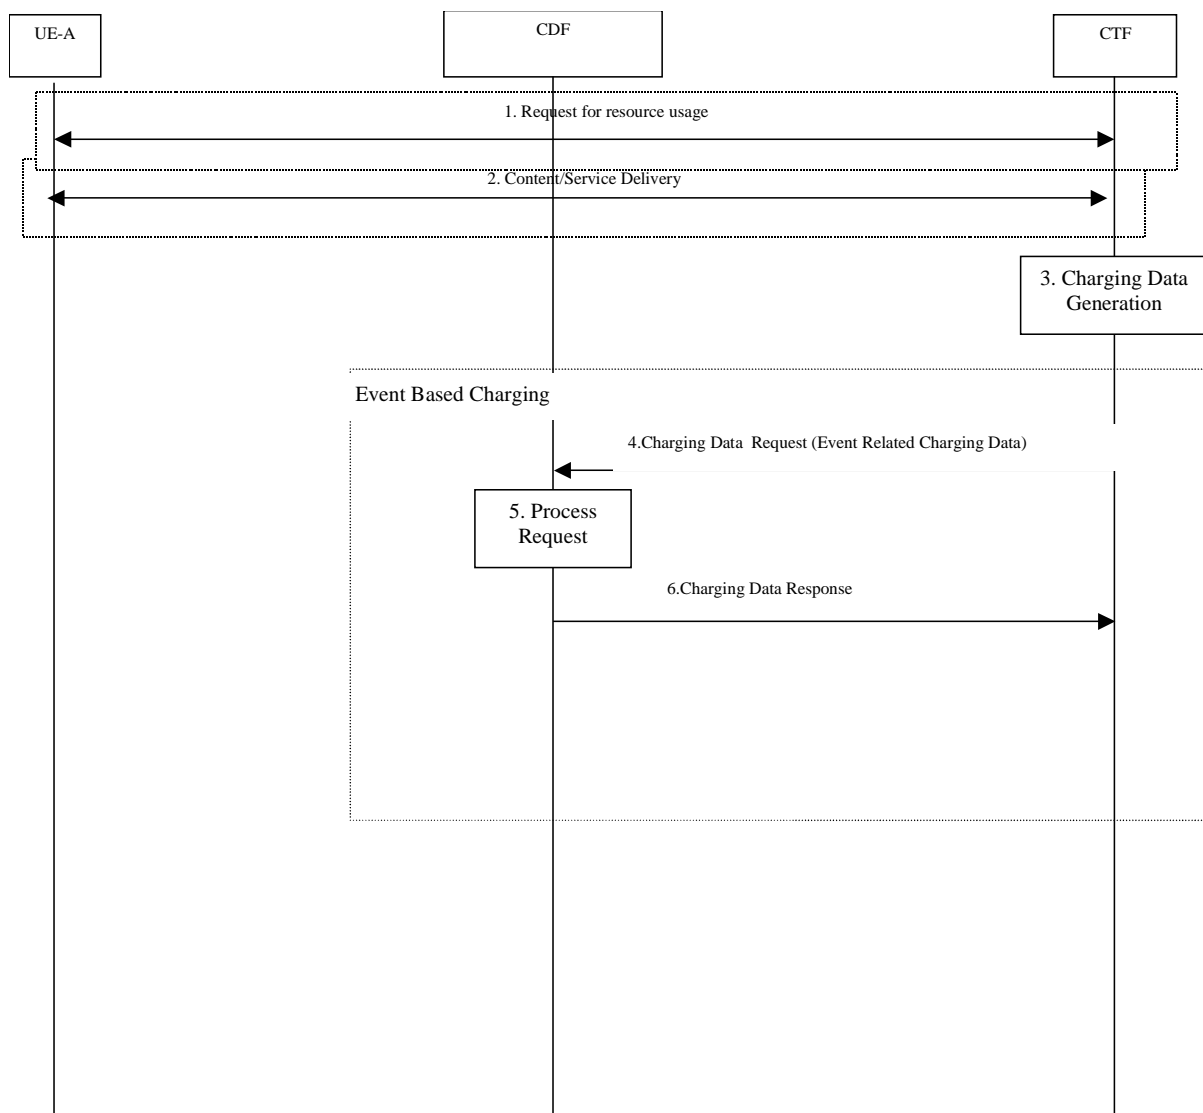 UE-A
CDF
CTF
1. Request for resource usage
2. Content/Service Delivery
3. Charging Data
Generation
Event Based Charging
4.Charging Data  Request (Event Related Charging Data)
5. Process
Request
6.Charging Data Response